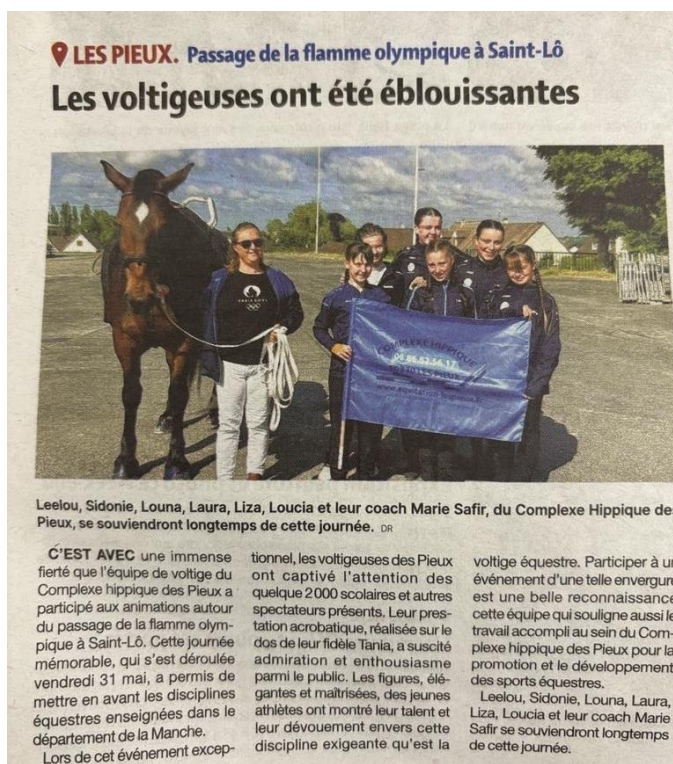 LES PIEUX. Passage de la flamme olympique à Saint-Lô
Les voltigeuses ont été éblouissantes
PARIS 2024
COMPLEXE HIPPIQUE
www.equitation-lespieux.fr
Leelou, Sidonie, Louna, Laura, Liza, Loucia et leur coach Marie Safir, du Complexe Hippique des
Pieux, se souviendront longtemps de cette journée. DR
C'EST AVEC une immense
fierté que l'équipe de voltige du
Complexe hippique des Pieux a
participé aux animations autour
du passage de la flamme olym-
pique à Saint-Lô. Cette journée
mémorable, qui s'est déroulée
vendredi 31 mai, a permis de
mettre en avant les disciplines
équestres enseignées dans le
département de la Manche.
Lors de cet événement excep-
tionnel, les voltigeuses des Pieux
ont captivé l'attention des
quelque 2000 scolaires et autres
spectateurs présents. Leur pres-
tation acrobatique, réalisée sur le
dos de leur fidèle Tania, a suscité
admiration et enthousiasme
parmi le public. Les figures, élé-
gantes et maîtrisées, des jeunes
athlètes ont montré leur talent et
leur dévouement envers cette
discipline exigeante qu'est la
voltige équestre. Participer à un
événement d'une telle envergure
est une belle reconnaissance
cette équipe qui souligne aussi le
travail accompli au sein du Com-
plexe hippique des Pieux pour la
promotion et le développement
des sports équestres.
Leelou, Sidonie, Louna, Laura,
Liza, Loucia et leur coach Marie
Safir se souviendront longtemps
de cette journée.